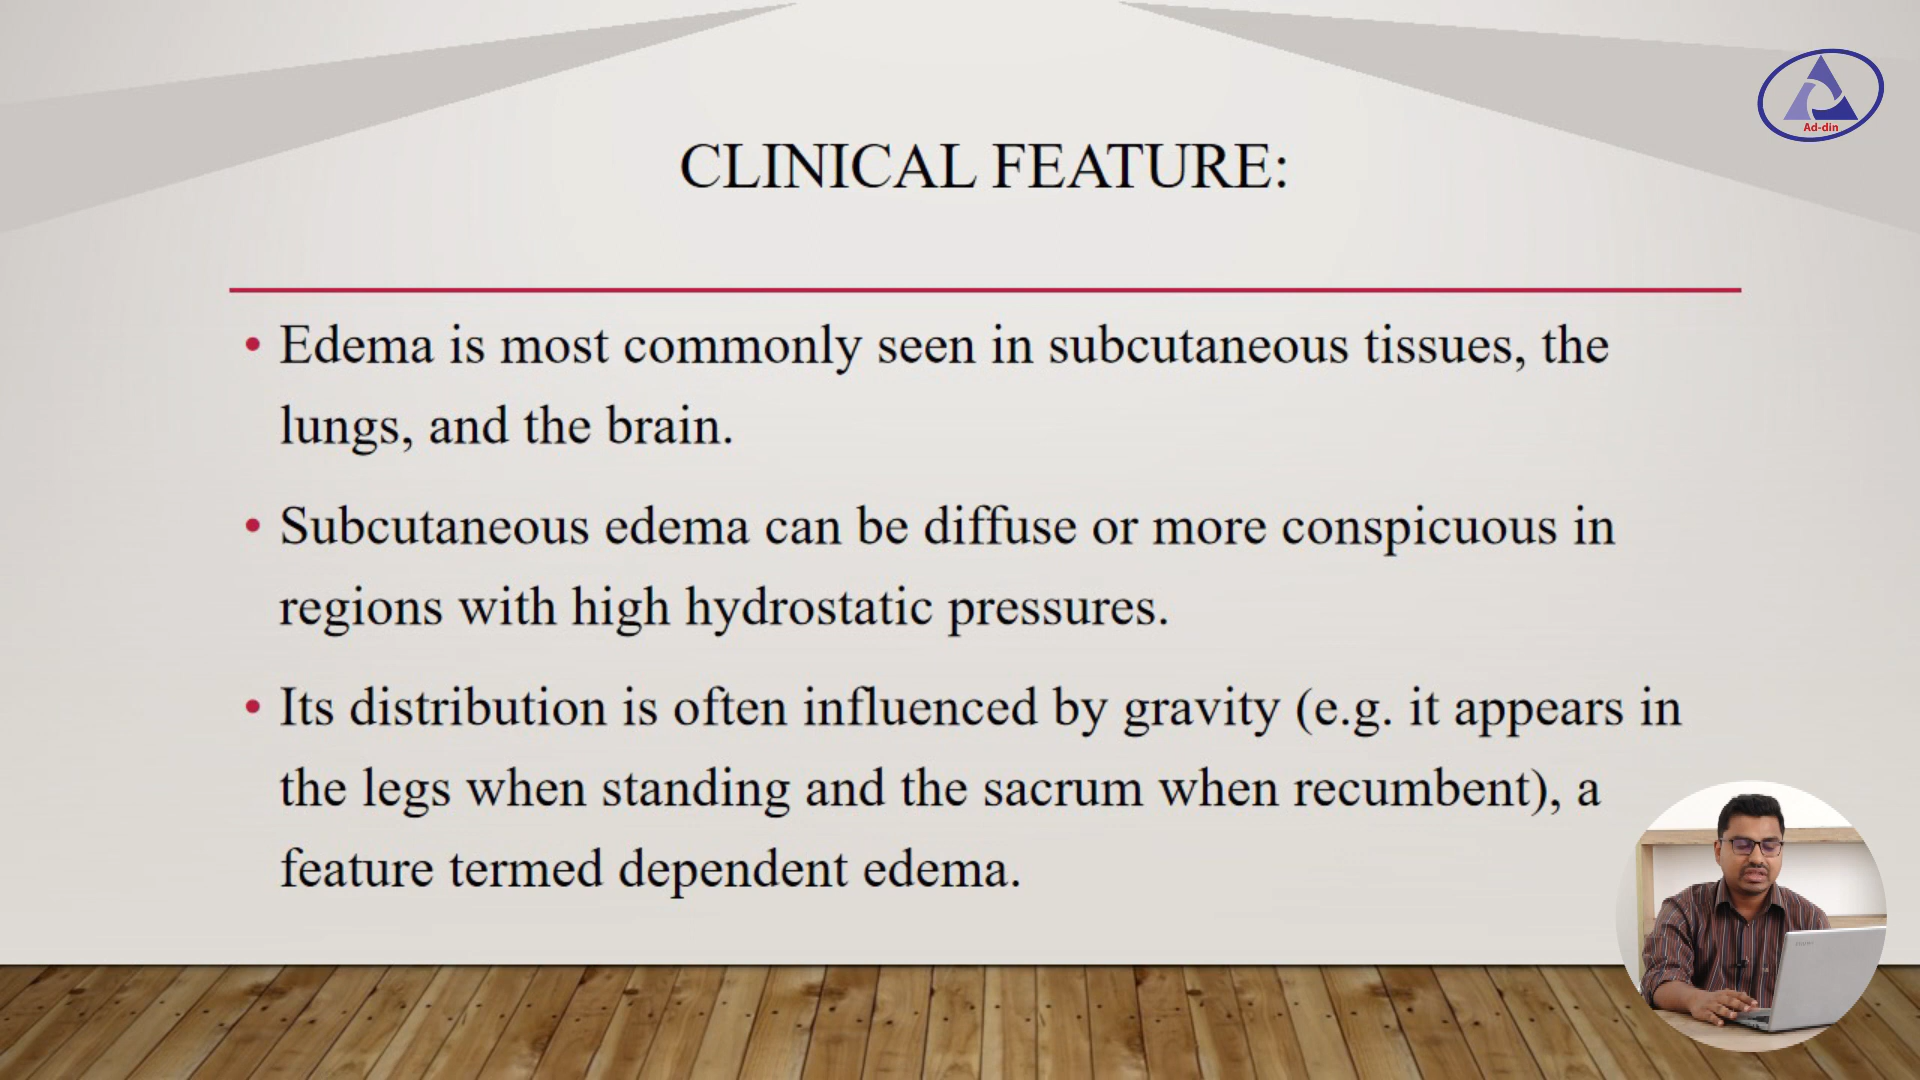 Ad-din
CLINICAL FEATURE:
• Edema is most commonly seen in subcutaneous tissues, the
lungs, and the brain.
• Subcutaneous edema can be diffuse or more conspicuous in
regions with high hydrostatic pressures.
• Its distribution is often influenced by gravity (e.g. it appears in
the legs when standing and the sacrum when recumbent), a
feature termed dependent edema.